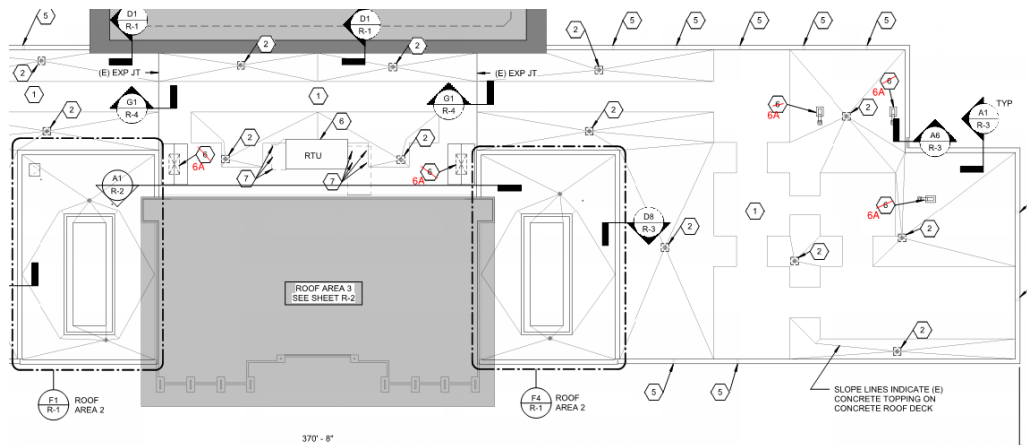 5
D1
R-1
D1
R-1
2
2
2
5
5
5
5
2
(E) EXP JT
(E) EXP JT
1
G1
R-4
1
G1
R-4
6
6A
2
6
6A
A1
R-3
TYP
2
2
6
2
2
A6
R-3
6
6A
RTU
6
6A
A1
R-2
7
7
6
6A
1
D8
R-3
2
2
2
ROOF AREA 3
SEE SHEET R-2
2
F1
R-1
ROOF
AREA 2
F4
R-1
ROOF
AREA 2
5
5
5
SLOPE LINES INDICATE (E)
CONCRETE TOPPING ON
CONCRETE ROOF DECK
370' - 8"